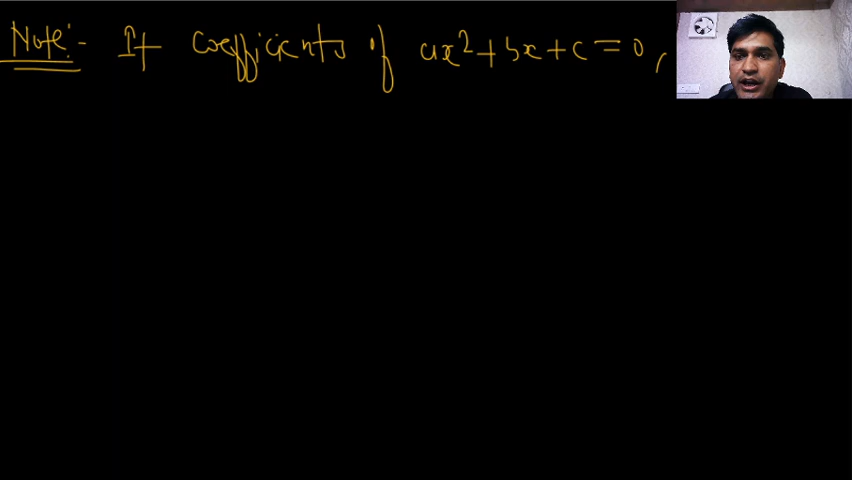 Note:- If coefficients of ax²+bx+c=0,